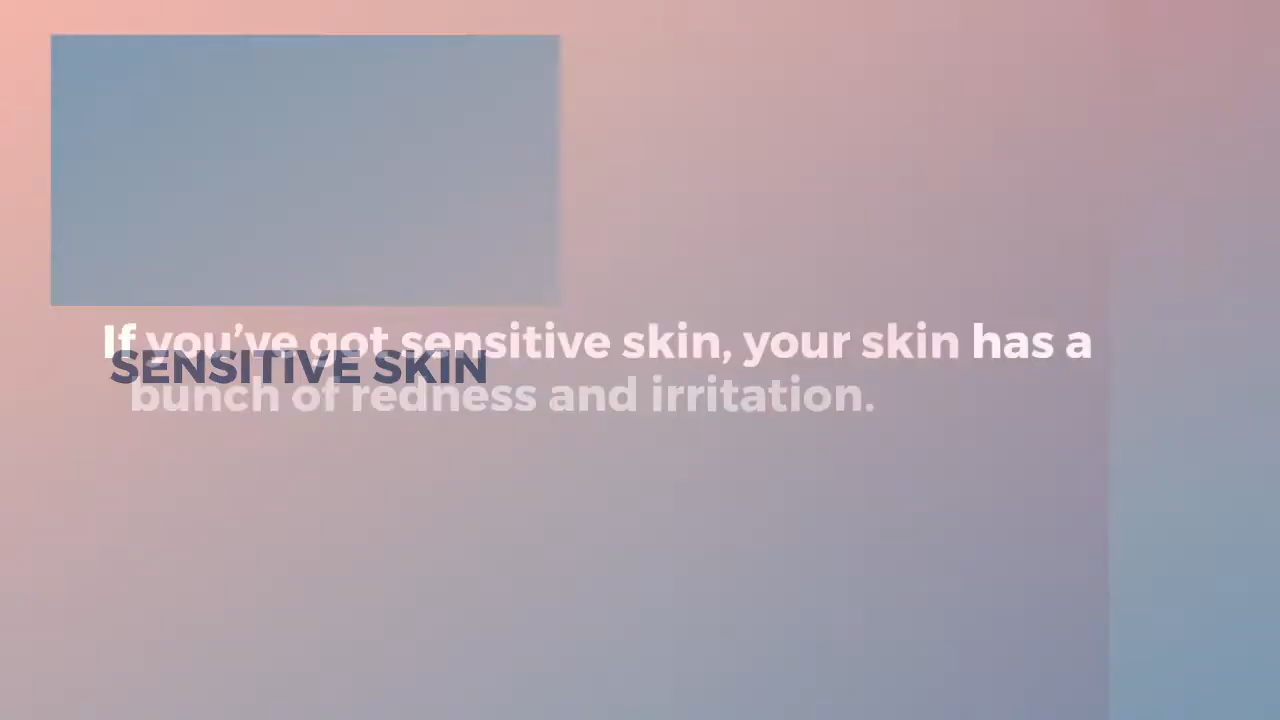 If you’ve got sensitive skin, your skin has a
SENSITIVE SKIN
bunch of redness and irritation.